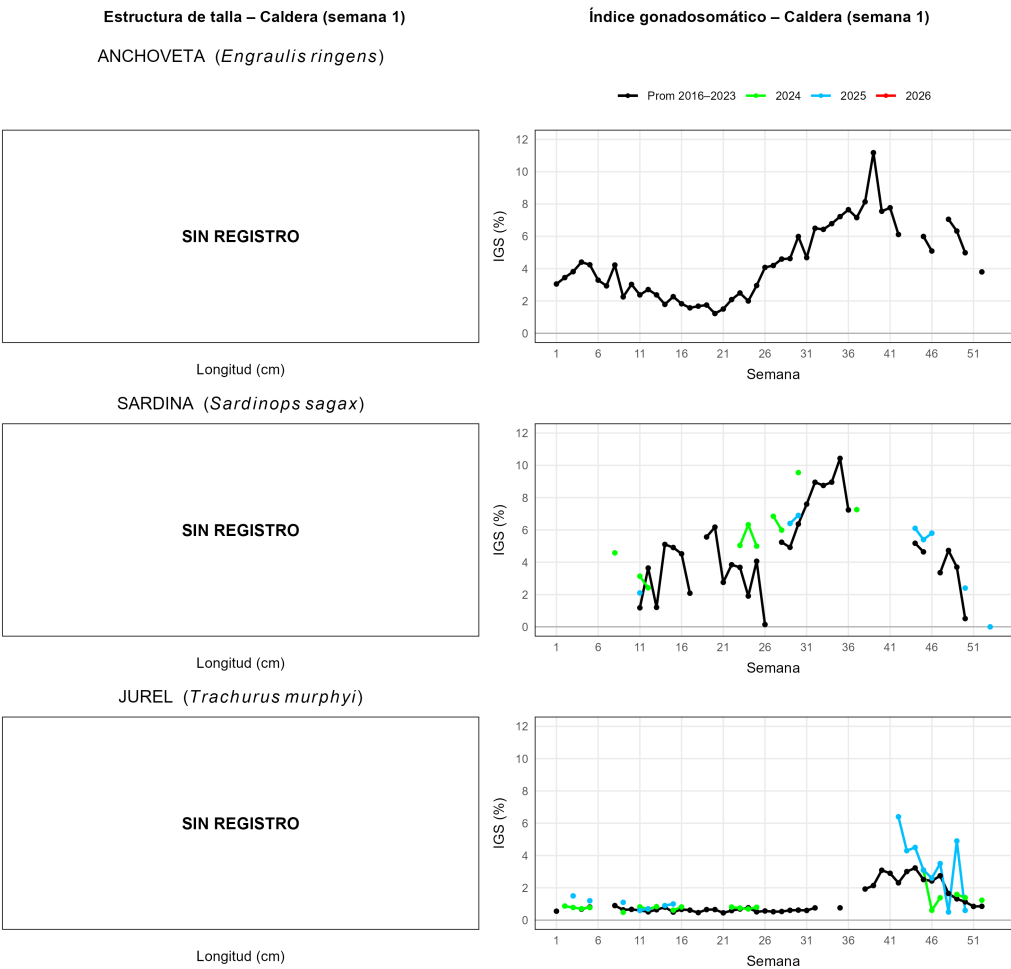 Estructura de talla – Caldera (semana 1)
Índice gonadosomático – Caldera (semana 1)
ANCHOVETA (Engraulis ringens)
Prom 2016–2023 2024 2025 2026
SIN REGISTRO
Longitud (cm)
IGS (%)
12
10
8
6
4
2
0
1 6 11 16 21 26 31 36 41 46 51
Semana
SARDINA (Sardinops sagax)
SIN REGISTRO
Longitud (cm)
IGS (%)
12
10
8
6
4
2
0
1 6 11 16 21 26 31 36 41 46 51
Semana
JUREL (Trachurus murphyi)
SIN REGISTRO
Longitud (cm)
IGS (%)
12
10
8
6
4
2
0
1 6 11 16 21 26 31 36 41 46 51
Semana